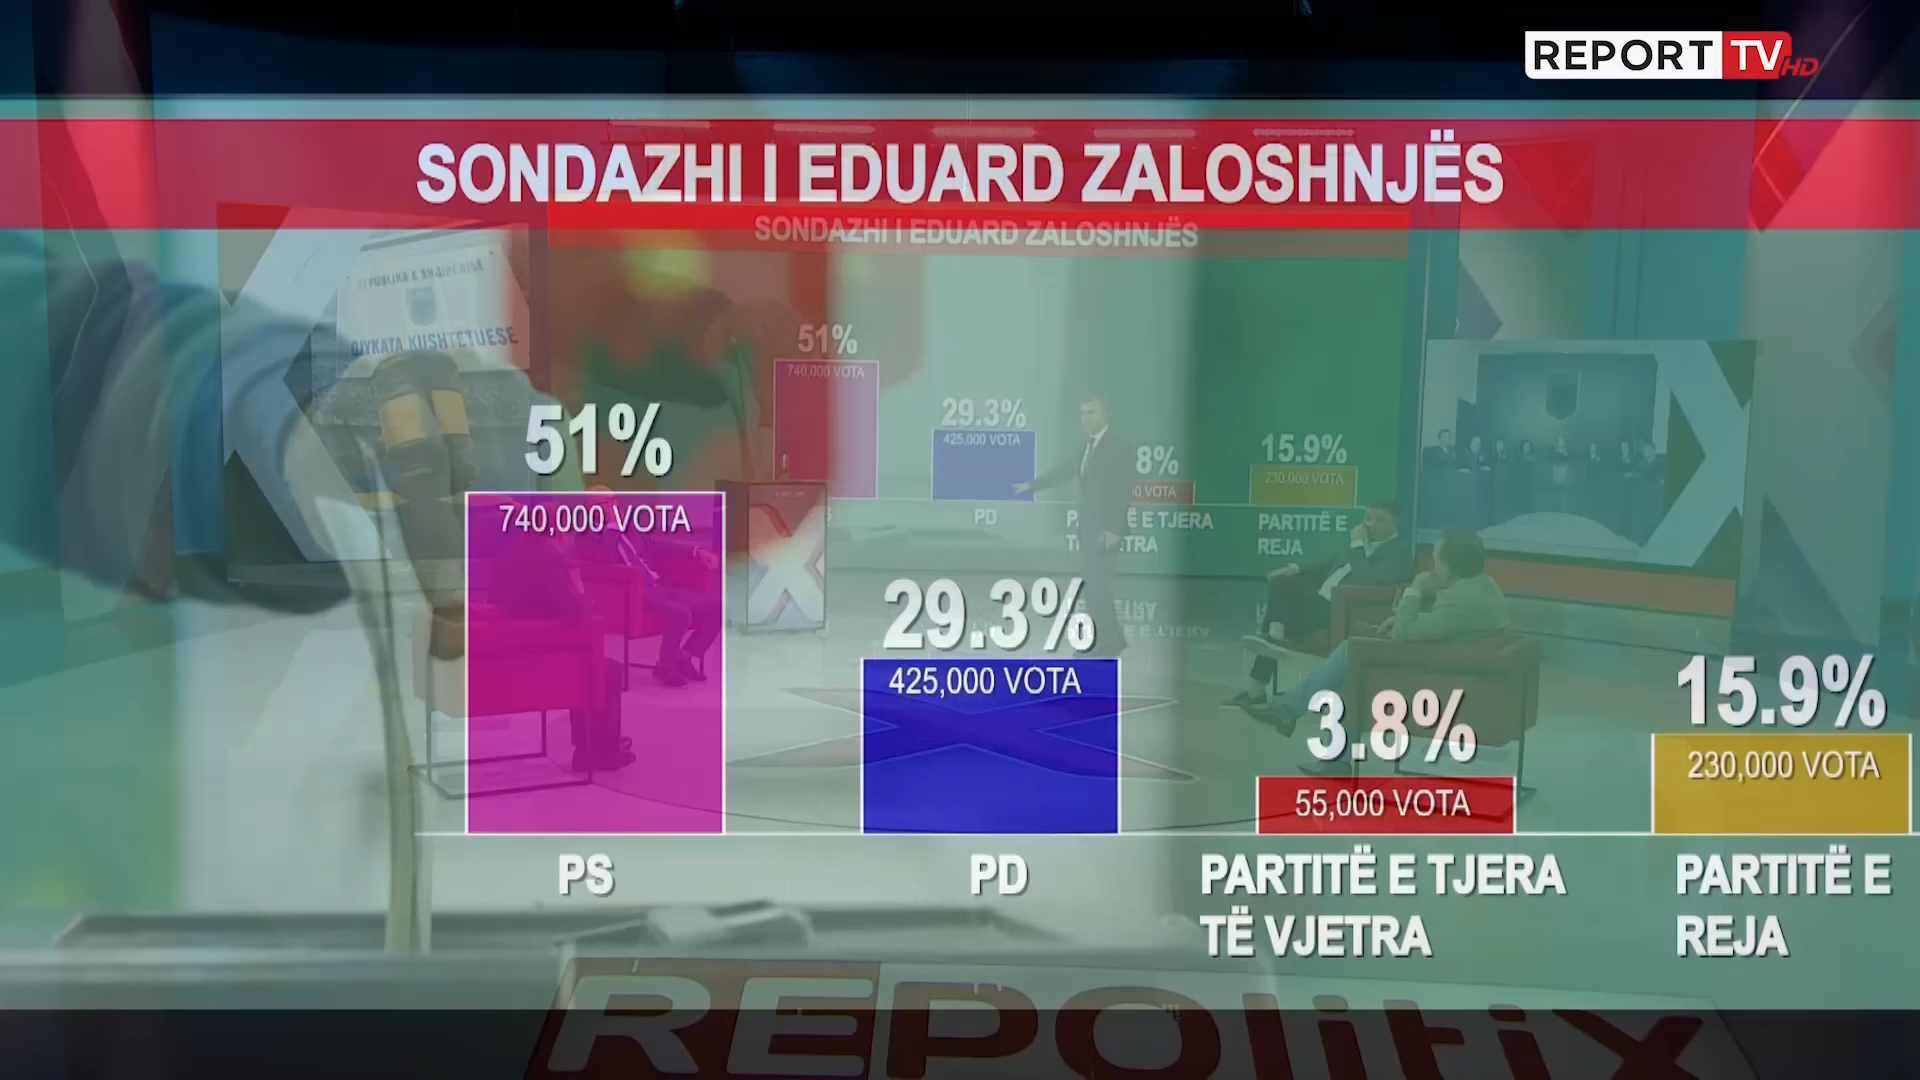 REPORT TV HD
SONDAZHI I EDUARD ZALOSHNJËS
SONDAZHI I EDUARD ZALOSHNJËS
REPUBLIKA E SHQIPËRISË
GJYKATA KUSHTETUESE
51%
740,000 VOTA
29.3%
425,000 VOTA
8%
VOTA
15.9%
230,000 VOTA
PD
E TJERA
PARTITË E
REJA
51%
740,000 VOTA
29.3%
425,000 VOTA
3.8%
55,000 VOTA
15.9%
230,000 VOTA
PS
PD
PARTITË E TJERA
TË VJETRA
PARTITË E
REJA
REPOlitiX